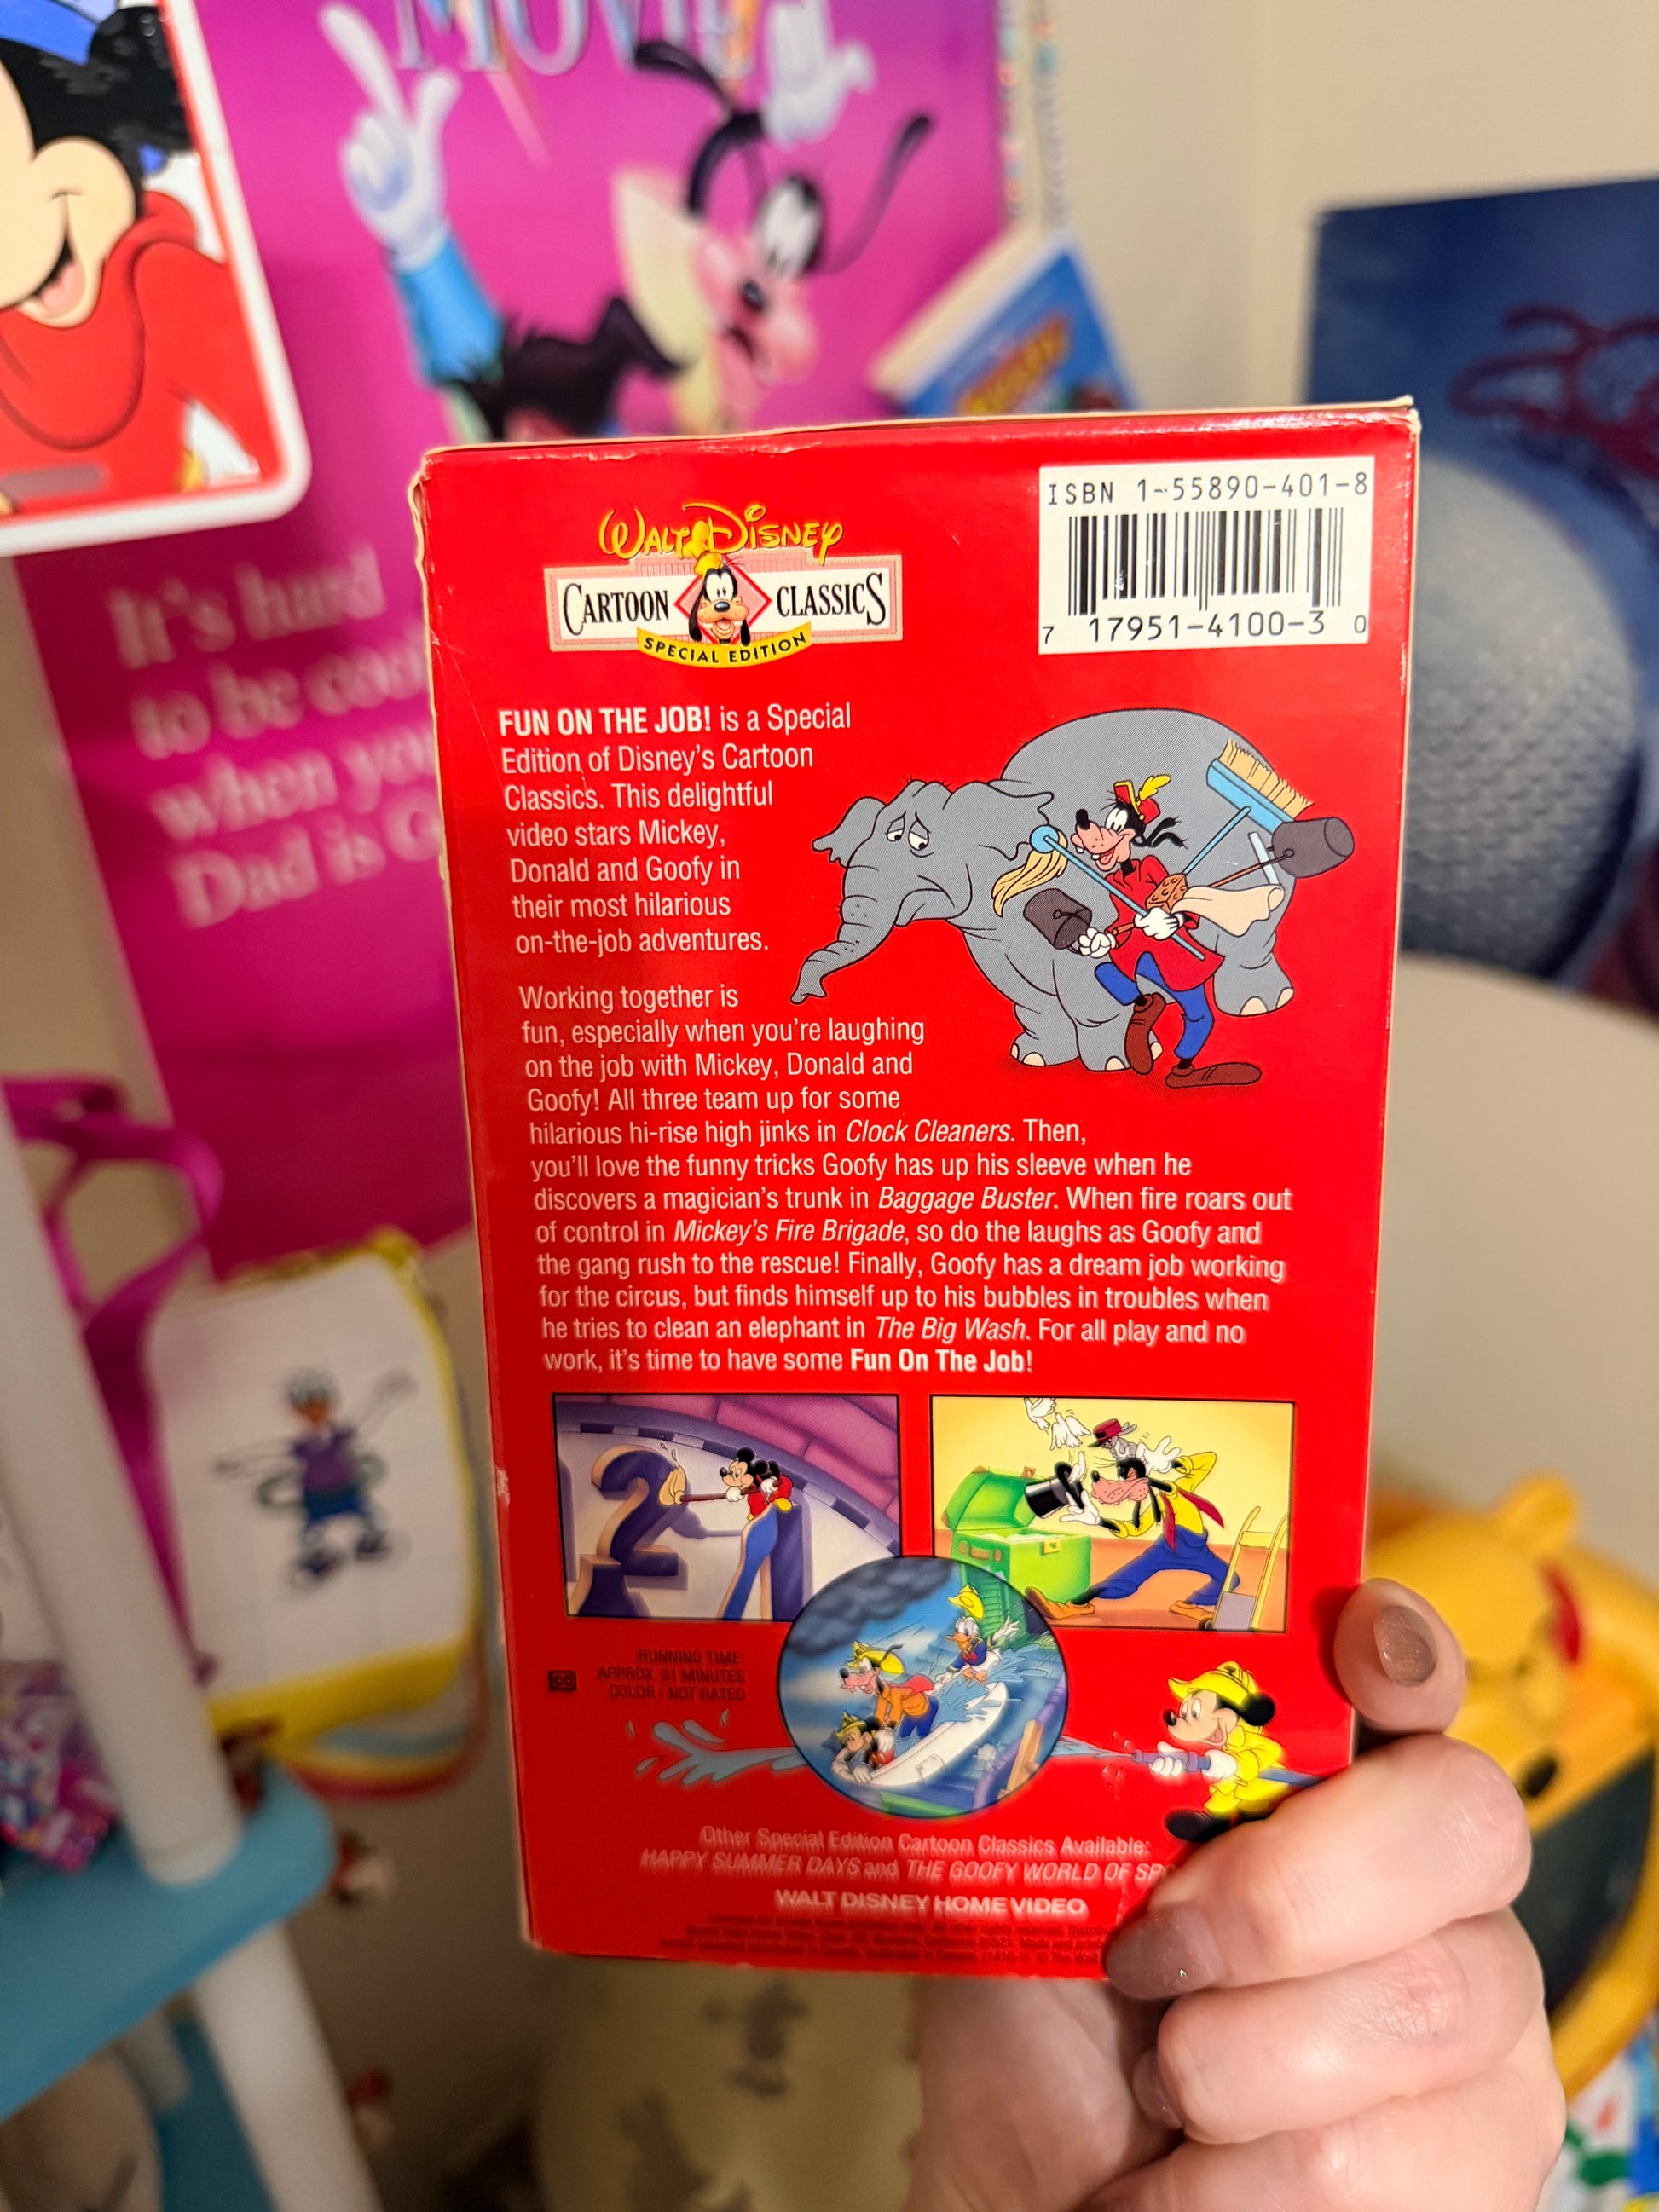 MOVIE
It's hard
to be cool
when you
Dad is G
WALT DISNEY
CARTOON CLASSICS
SPECIAL EDITION
ISBN 1-55890-401-8
7 17951-4100-3 0
FUN ON THE JOB! is a Special
Edition of Disney's Cartoon
Classics. This delightful
video stars Mickey,
Donald and Goofy in
their most hilarious
on-the-job adventures.
Working together is
fun, especially when you're laughing
on the job with Mickey, Donald and
Goofy! All three team up for some
hilarious hi-rise high jinks in Clock Cleaners. Then,
you'll love the funny tricks Goofy has up his sleeve when he
discovers a magician's trunk in Baggage Buster. When fire roars out
of control in Mickey's Fire Brigade, so do the laughs as Goofy and
the gang rush to the rescue! Finally, Goofy has a dream job working
for the circus, but finds himself up to his bubbles in troubles when
he tries to clean an elephant in The Big Wash. For all play and no
work, it's time to have some Fun On The Job!
2 1
CC
RUNNING TIME:
APPROX. 31 MINUTES
COLOR / NOT RATED
Other Special Edition Cartoon Classics Available:
HAPPY SUMMER DAYS and THE GOOFY WORLD OF SPO
WALT DISNEY HOME VIDEO